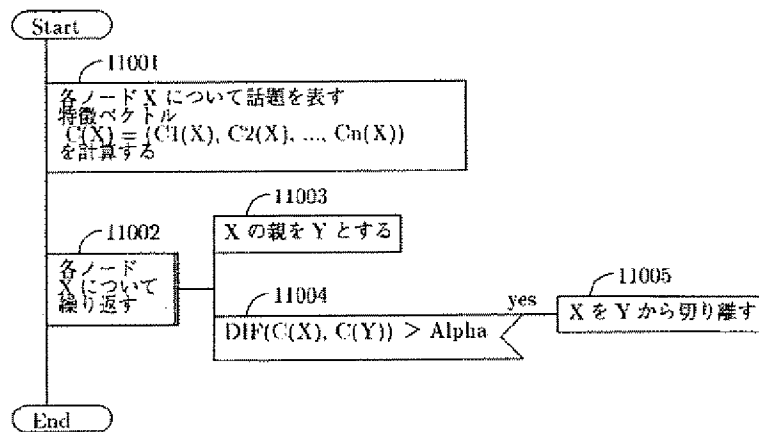 Start
11001
各ノード X について話題を表す
特徴ベクトル
C(X) = (C1(X), C2(X), ..., Cn(X))
を計算する
11002
各ノード
X について
繰り返す
11003
X の親を Y とする
11004
DIF(C(X), C(Y)) > Alpha
yes
11005
X を Y から切り離す
End